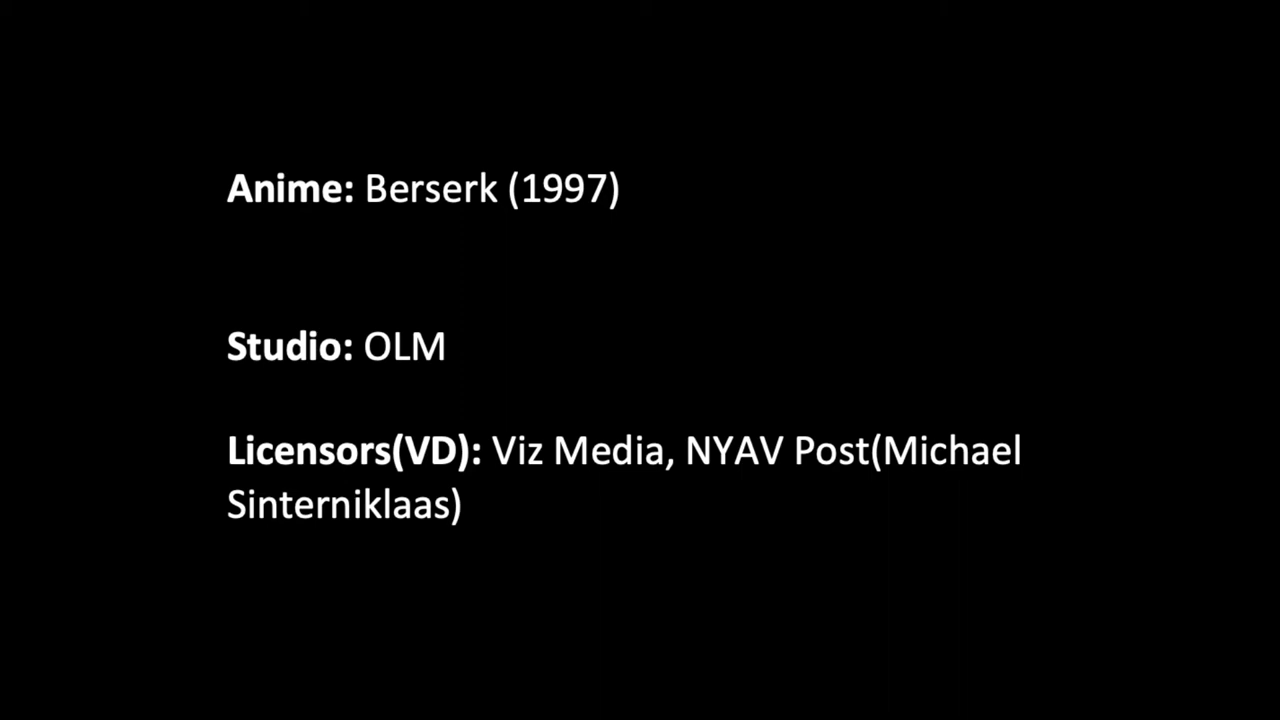 Anime: Berserk (1997)
Studio: OLM
Licensors(VD): Viz Media, NYAV Post(Michael
Sinterniklaas)